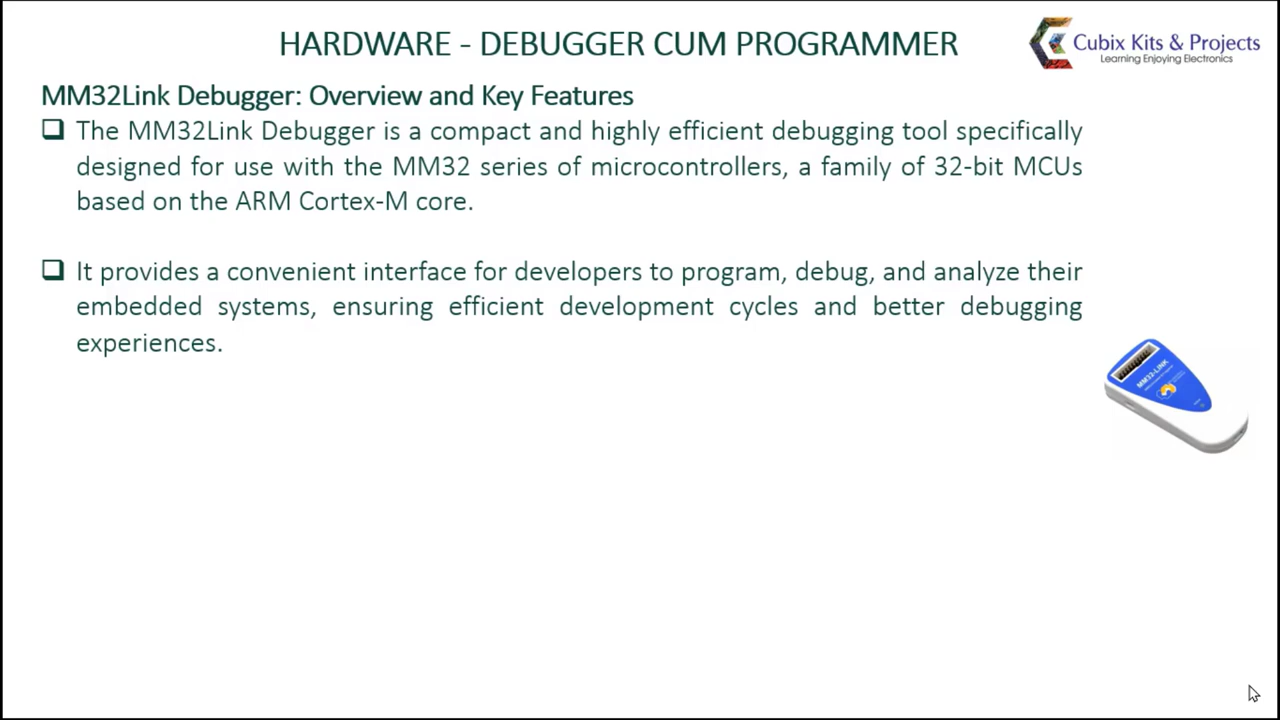 HARDWARE - DEBUGGER CUM PROGRAMMER
Cubix Kits & Projects
Learning Enjoying Electronics
MM32Link Debugger: Overview and Key Features
The MM32Link Debugger is a compact and highly efficient debugging tool specifically
designed for use with the MM32 series of microcontrollers, a family of 32-bit MCUs
based on the ARM Cortex-M core.
It provides a convenient interface for developers to program, debug, and analyze their
embedded systems, ensuring efficient development cycles and better debugging
experiences.
MM32-LINK